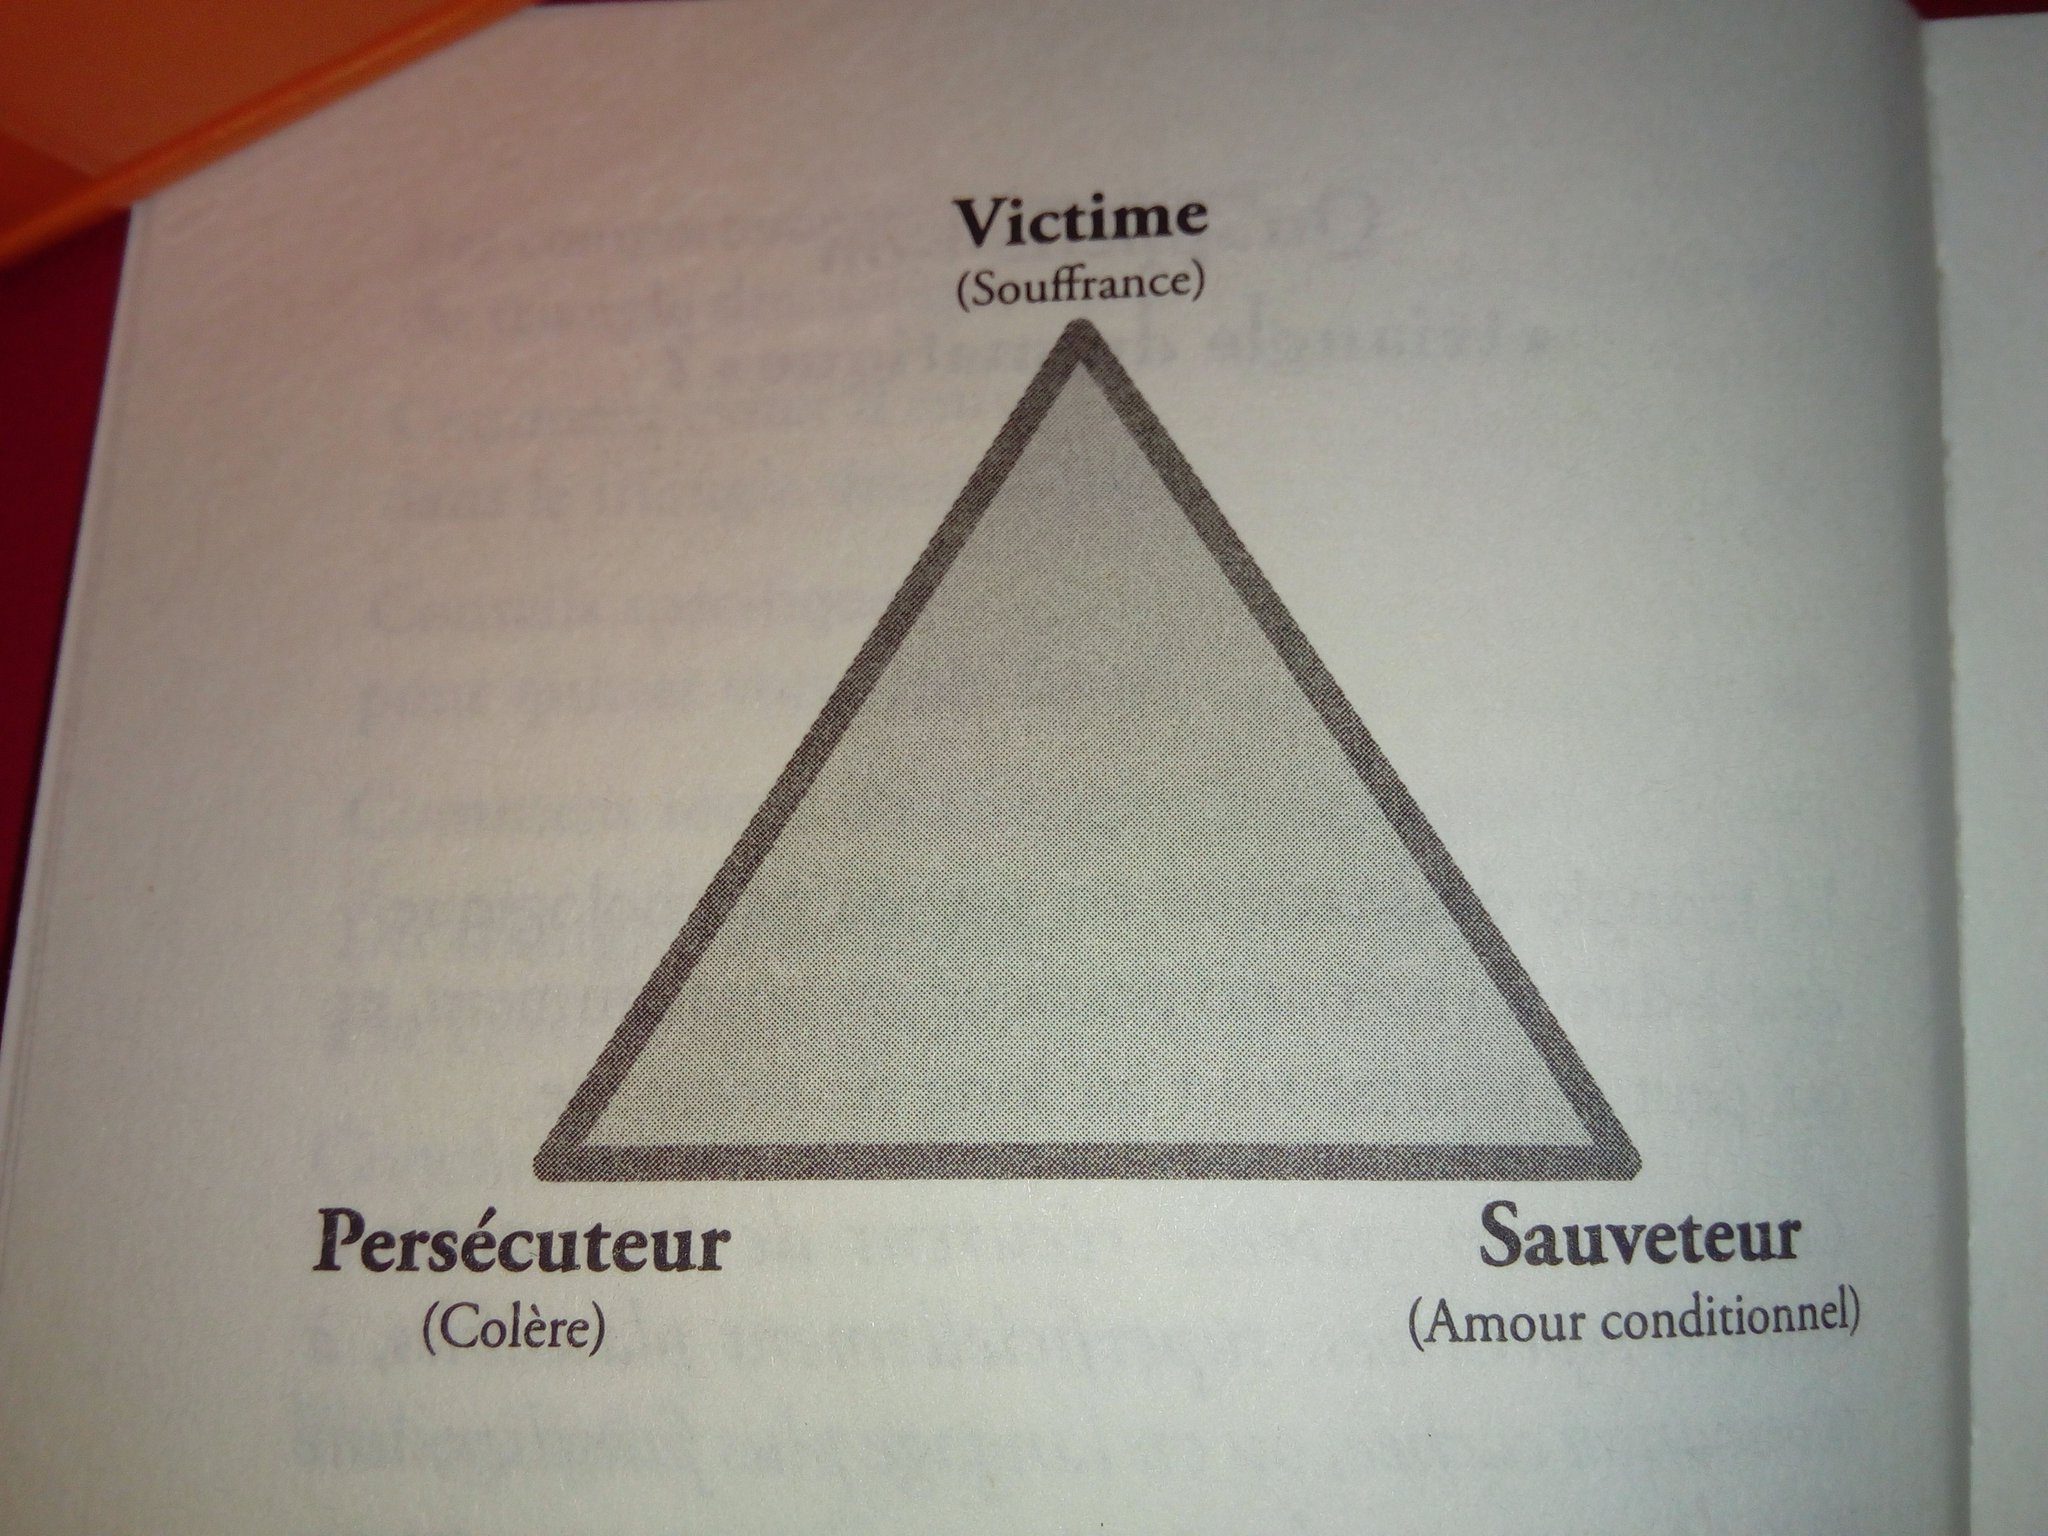 Victime
(Souffrance)
Persécuteur
Sauveteur
(Colère)
(Amour conditionnel)